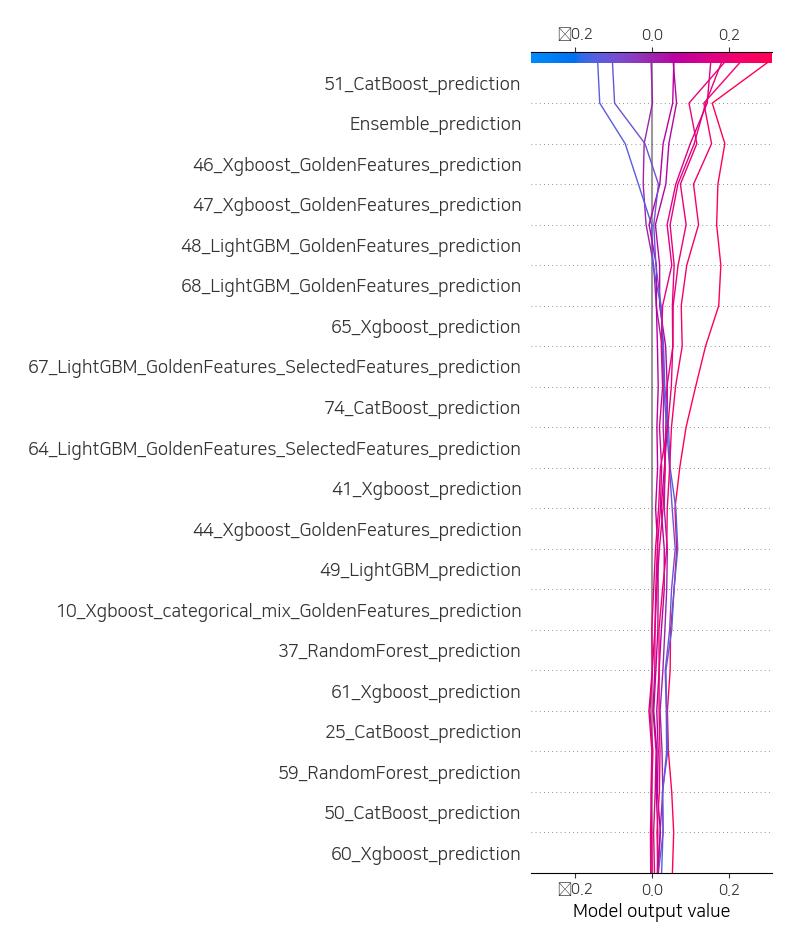 0.2 0.0 0.2
51_CatBoost_prediction
Ensemble_prediction
46_Xgboost_GoldenFeatures_prediction
47_Xgboost_GoldenFeatures_prediction
48_LightGBM_GoldenFeatures_prediction
68_LightGBM_GoldenFeatures_prediction
65_Xgboost_prediction
67_LightGBM_GoldenFeatures_SelectedFeatures_prediction
74_CatBoost_prediction
64_LightGBM_GoldenFeatures_SelectedFeatures_prediction
41_Xgboost_prediction
44_Xgboost_GoldenFeatures_prediction
49_LightGBM_prediction
10_Xgboost_categorical_mix_GoldenFeatures_prediction
37_RandomForest_prediction
61_Xgboost_prediction
25_CatBoost_prediction
59_RandomForest_prediction
50_CatBoost_prediction
60_Xgboost_prediction
0.2 0.0 0.2
Model output value